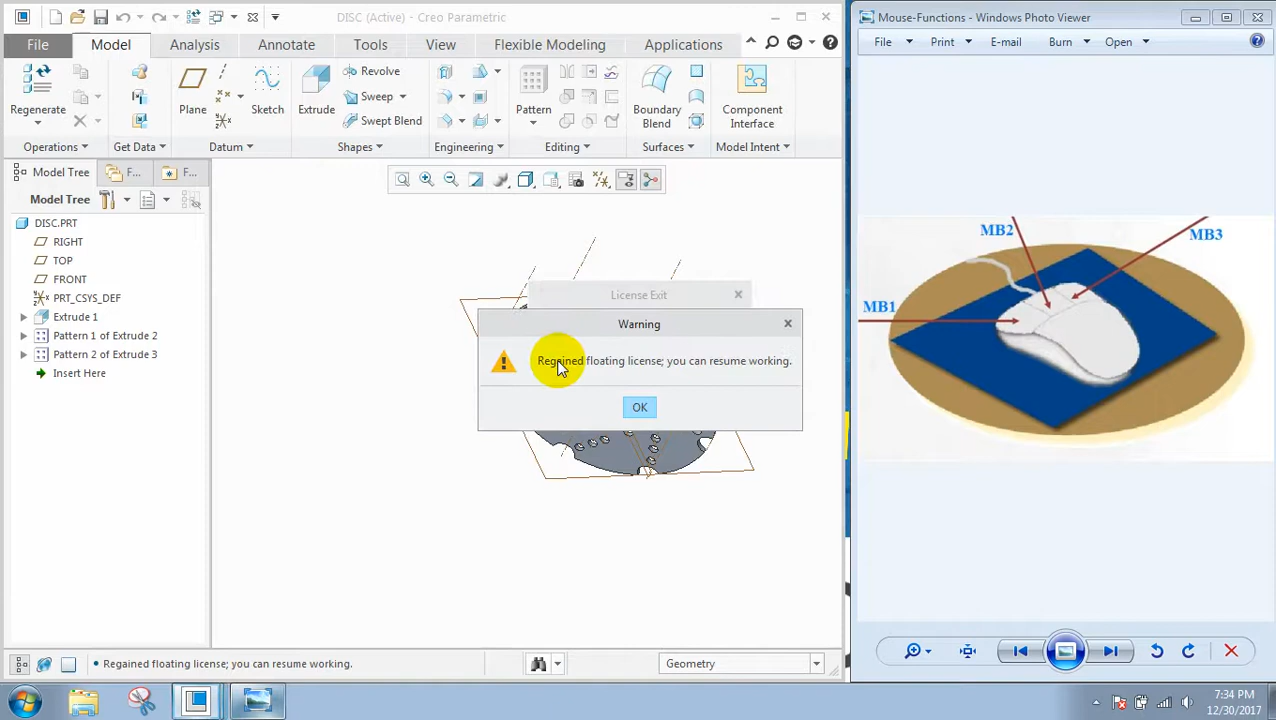 DISC (Active) - Creo Parametric
File
Model
Analysis
Annotate
Tools
View
Flexible Modeling
Applications
Regenerate
Operations
Get Data
Plane
Sketch
Datum
Extrude
Revolve
Sweep
Swept Blend
Shapes
Engineering
Pattern
Editing
Boundary
Blend
Surfaces
Component
Interface
Model Intent
Model Tree
F...
F...
Model Tree
DISC.PRT
RIGHT
TOP
FRONT
PRT_CSYS_DEF
Extrude 1
Pattern 1 of Extrude 2
Pattern 2 of Extrude 3
Insert Here
License Exit
Warning
Regained floating license; you can resume working.
OK
• Regained floating license; you can resume working.
Geometry
Mouse-Functions - Windows Photo Viewer
File
Print
E-mail
Burn
Open
MB2
MB3
MB1
7:34 PM
12/30/2017